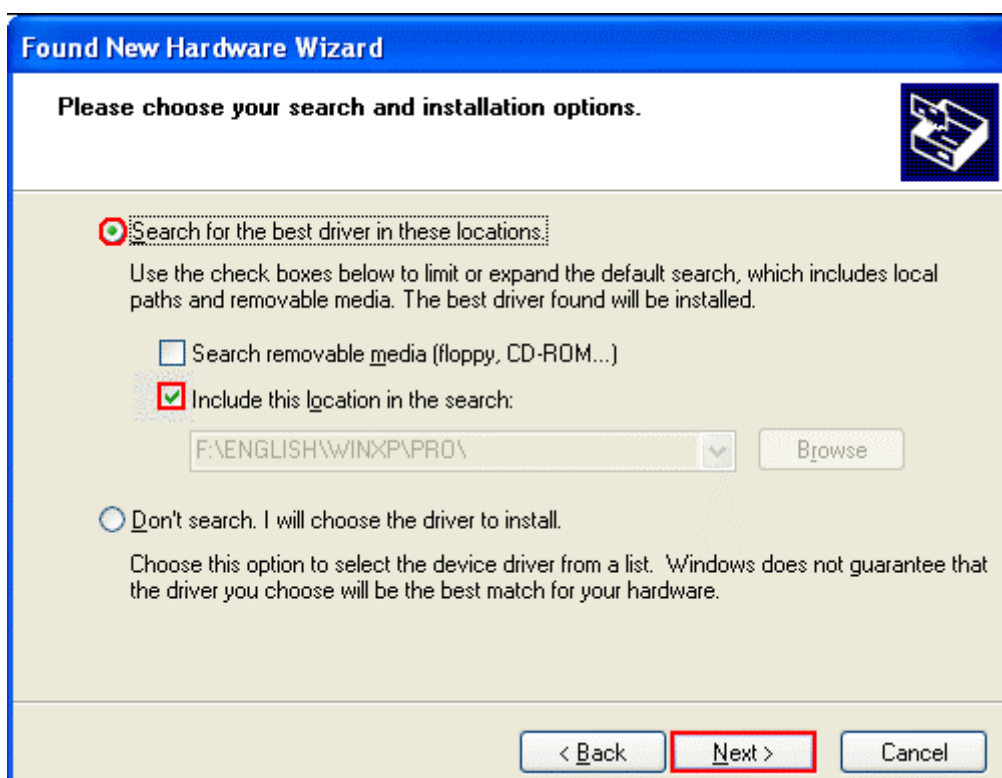 Found New Hardware Wizard
Please choose your search and installation options.
Search for the best driver in these locations.
Use the check boxes below to limit or expand the default search, which includes local
paths and removable media. The best driver found will be installed.
Search removable media (floppy, CD-ROM...)
Include this location in the search:
F:\ENGLISH\WINXP\PRO\
Browse
Don't search. I will choose the driver to install.
Choose this option to select the device driver from a list. Windows does not guarantee that
the driver you choose will be the best match for your hardware.
< Back Next > Cancel